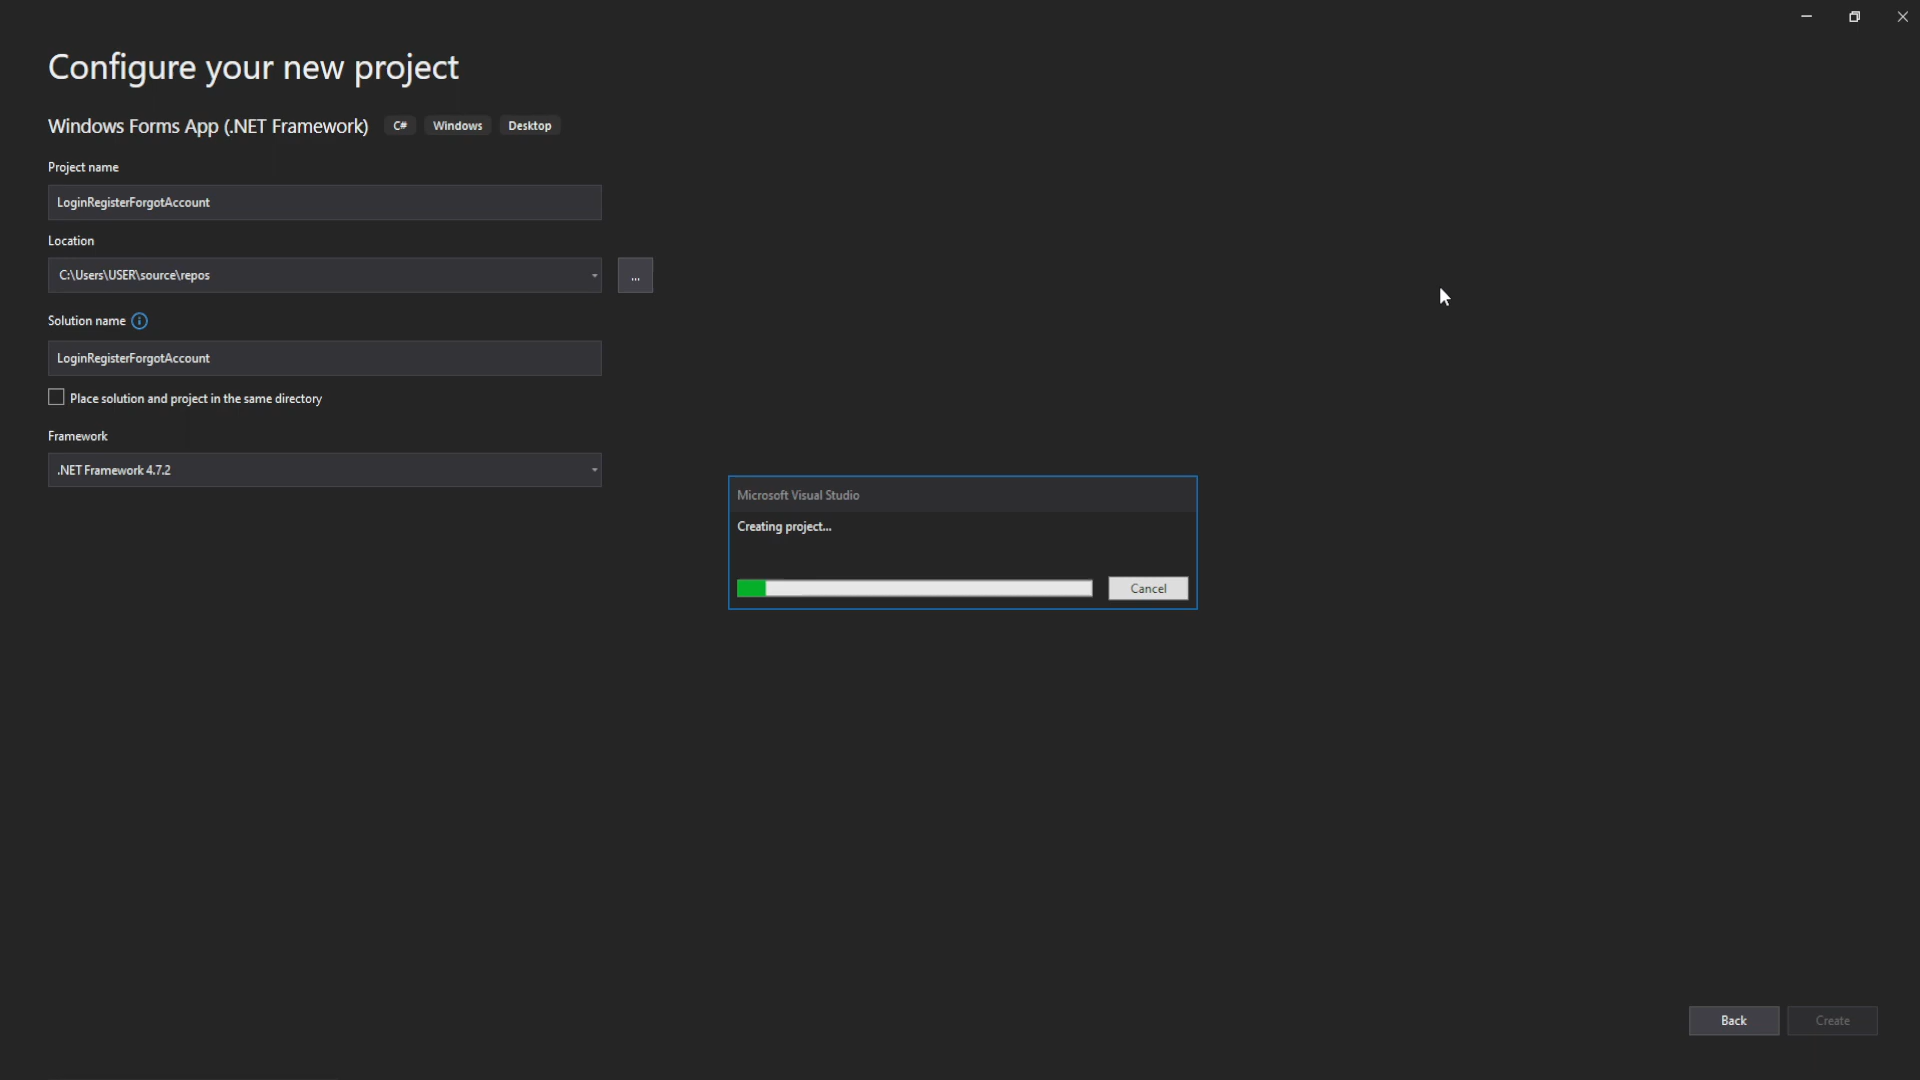 Configure your new project
Windows Forms App (.NET Framework) C# Windows Desktop
Project name
LoginRegisterForgotAccount
Location
C:\Users\USER\source\repos
...
Solution name
LoginRegisterForgotAccount
Place solution and project in the same directory
Framework
.NET Framework 4.7.2
Microsoft Visual Studio
Creating project...
Cancel
Back Create